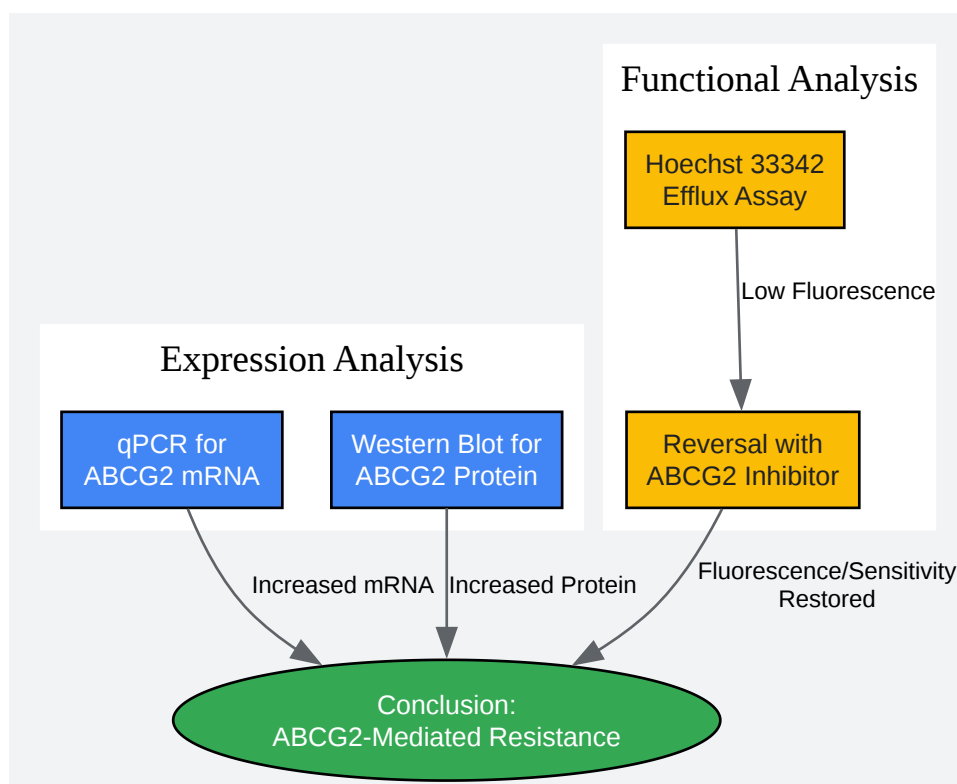 Functional Analysis
Hoechst 33342
Efflux Assay
Low Fluorescence
Expression Analysis
qPCR for
ABCG2 mRNA
Western Blot for
ABCG2 Protein
Reversal with
ABCG2 Inhibitor
Increased mRNA
Increased Protein
Fluorescence/Sensitivity
Restored
Conclusion:
ABCG2-Mediated Resistance